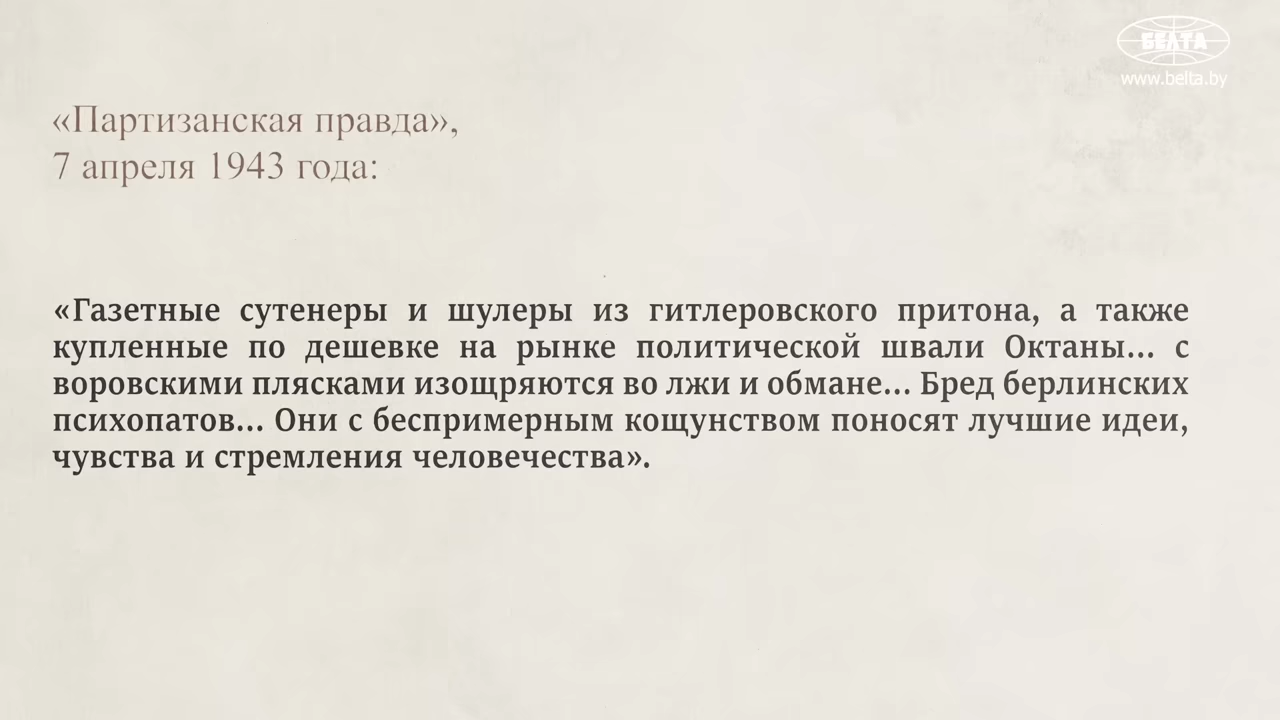 БЕЛТА
www.belta.by
«Партизанская правда»,
7 апреля 1943 года:
«Газетные сутенеры и шулеры из гитлеровского притона, а также
купленные по дешевке на рынке политической швали Октаны... с
воровскими плясками изощряются во лжи и обмане... Бред берлинских
психопатов... Они с беспримерным кощунством поносят лучшие идеи,
чувства и стремления человечества».